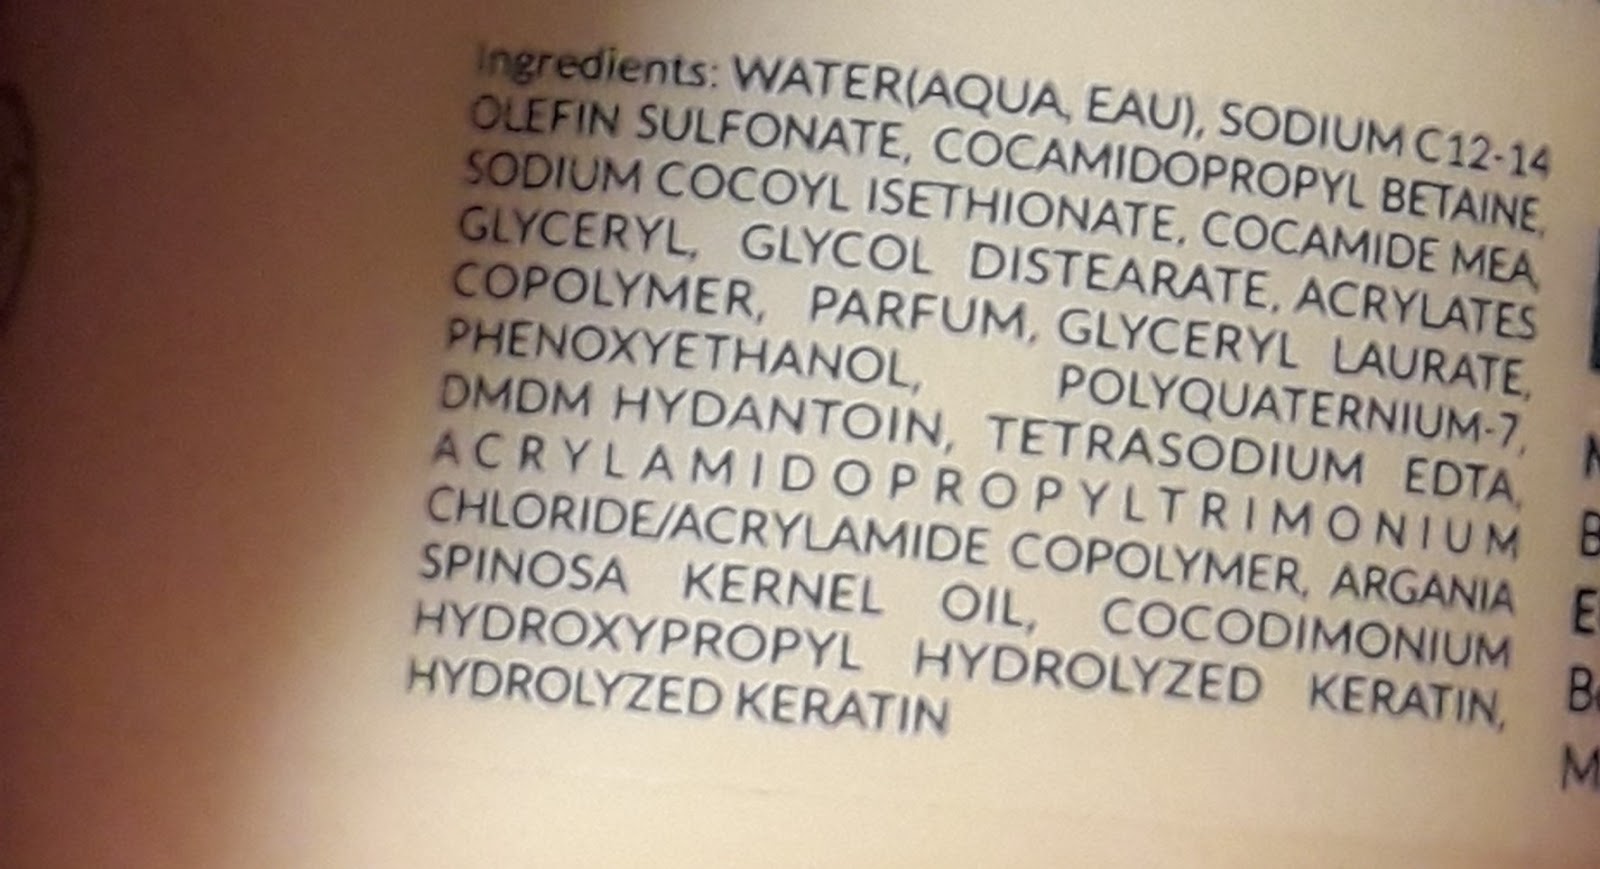 Ingredients: WATER(AQUA, EAU), SODIUM C12-14
OLEFIN SULFONATE, COCAMIDOPROPYL BETAINE,
SODIUM COCOYL ISETHIONATE, COCAMIDE MEA,
GLYCERYL, GLYCOL DISTEARATE, ACRYLATES
COPOLYMER, PARFUM, GLYCERYL LAURATE,
PHENOXYETHANOL, POLYQUATERNIUM-7,
DMDM HYDANTOIN, TETRASODIUM EDTA,
ACRYLAMIDOPROPYLTRIMONIUM
CHLORIDE/ACRYLAMIDE COPOLYMER, ARGANIA
SPINOSA KERNEL OIL, COCODIMONIUM
HYDROXYPROPYL HYDROLYZED KERATIN,
HYDROLYZED KERATIN